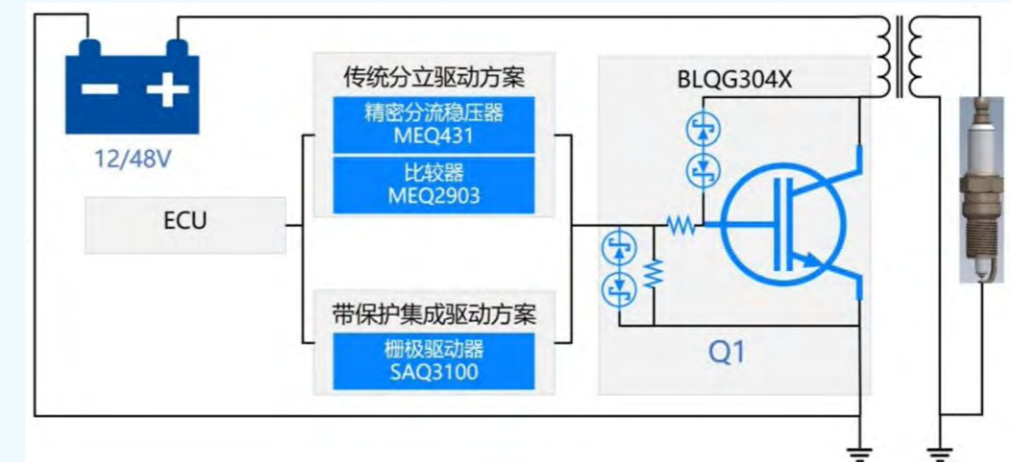 12/48V
ECU
传统分立驱动方案
精密分流稳压器
MEQ431
比较器
MEQ2903
带保护集成驱动方案
栅极驱动器
SAQ3100
BLQG304X
Q1